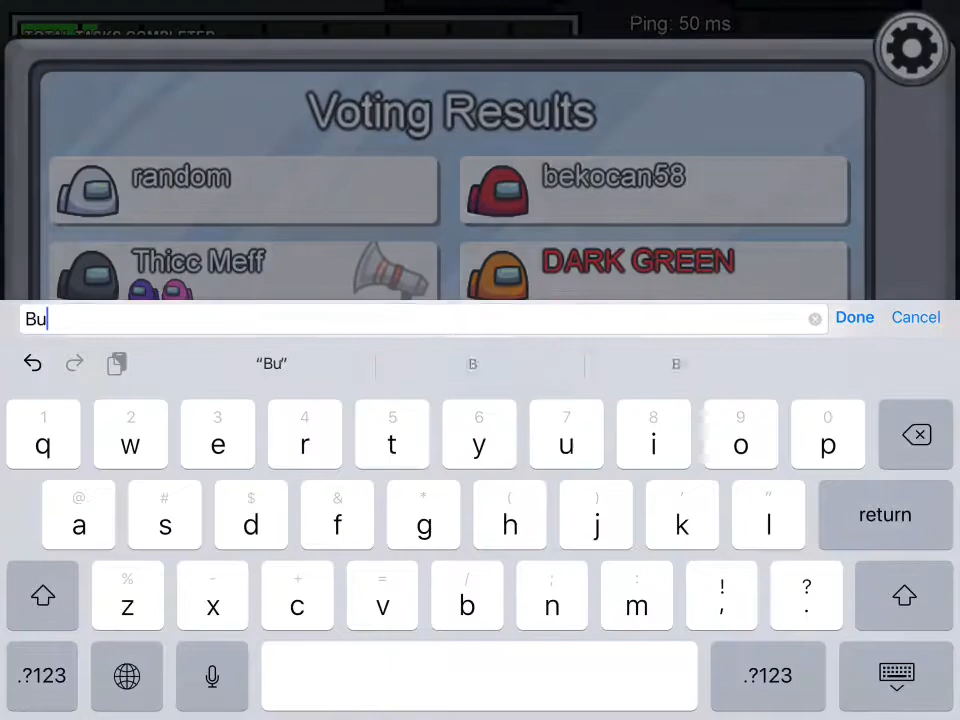 TOTAL TASKS COMPLETED
Ping: 50 ms
Voting Results
random
bekocan58
Thicc Meff
DARK GREEN
Bu
Done Cancel
“Bu” B B
1 2 3 4 5 6 7 8 9 0
q w e r t y u i o p
@ # $ & * ( ) ' "
a s d f g h j k l return
% - + = / ; : ! ?
z x c v b n m , .
.?123 .?123